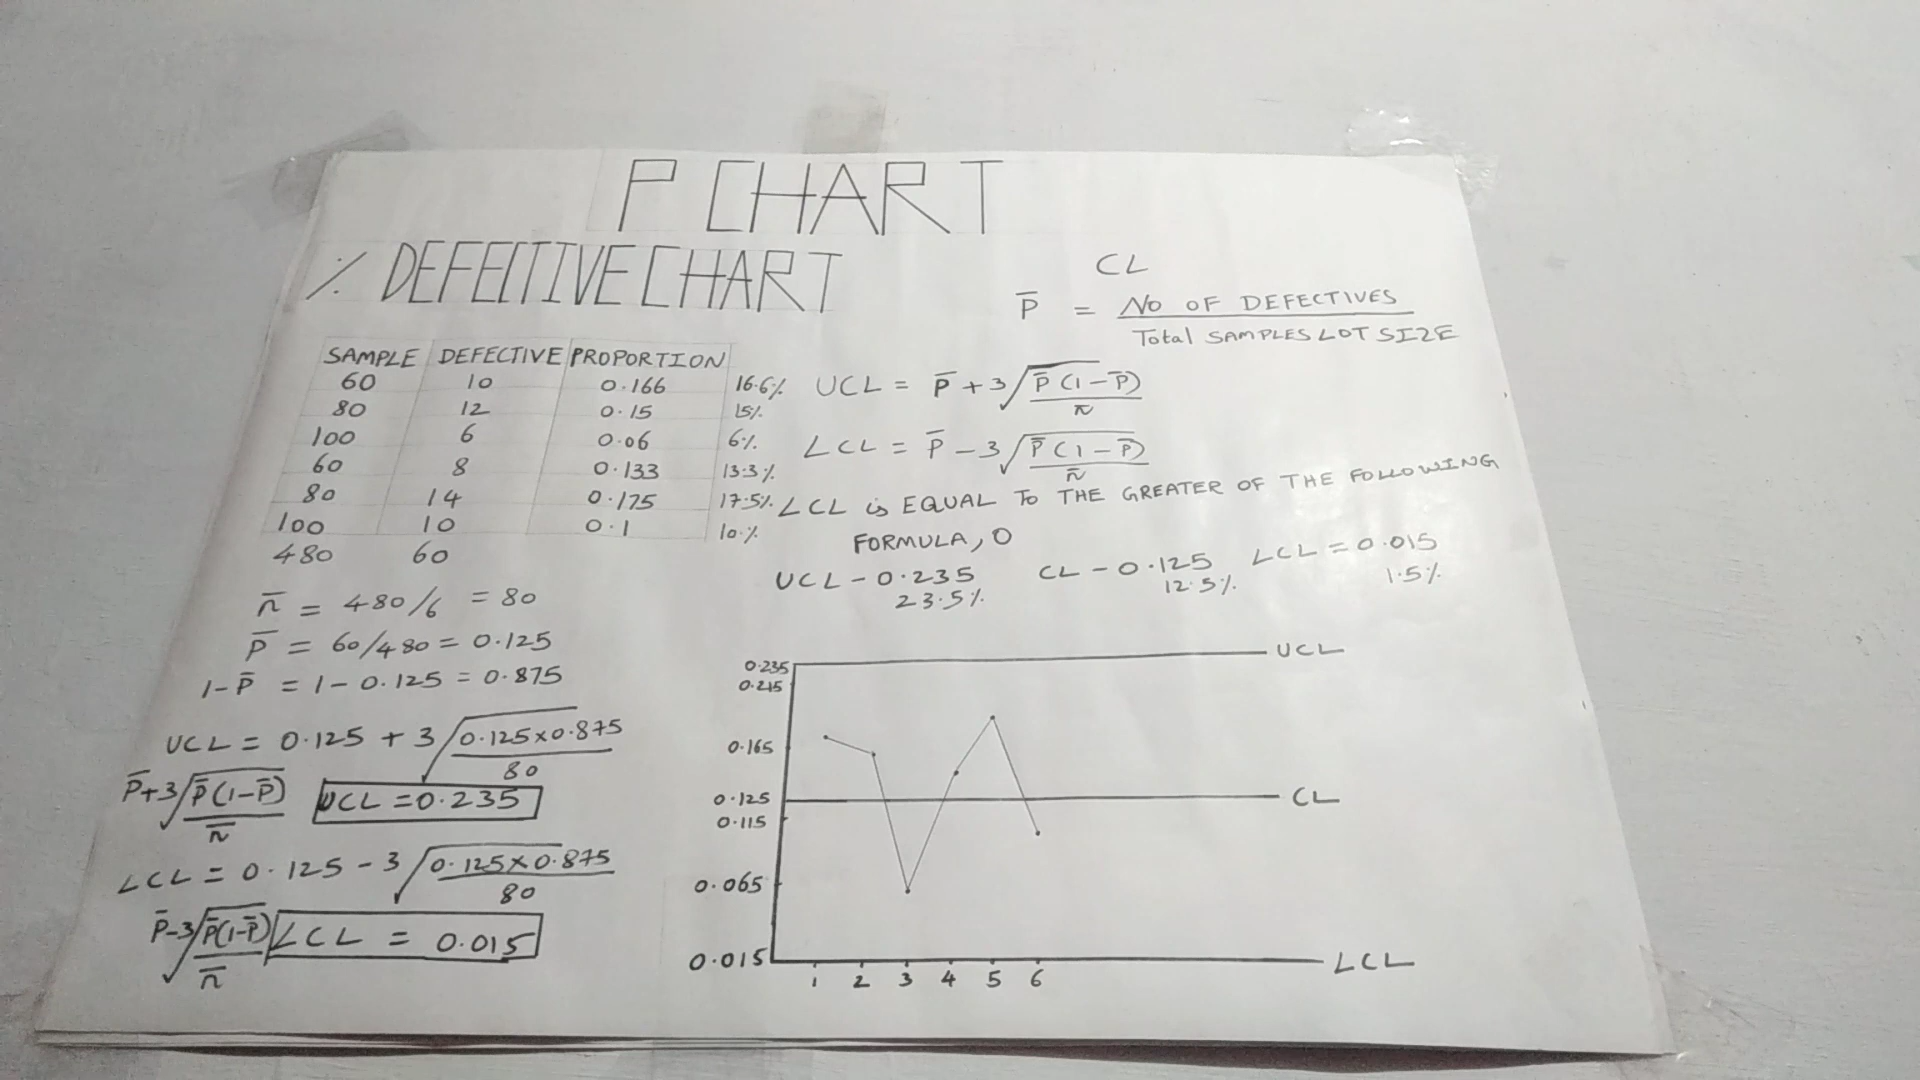 P CHART
% DEFECTIVE CHART
SAMPLE DEFECTIVE PROPORTION
60 10 0.166 16.6%
80 12 0.15 15%
100 6 0.06 6%
60 8 0.133 13.3%
80 14 0.175 17.5%
100 10 0.1 10%
480 60
n̄ = 480/6 = 80
P̄ = 60/480 = 0.125
1-P̄ = 1-0.125 = 0.875
UCL = 0.125 + 3√0.125x0.875/80
P̄+3√P̄(1-P̄)/n̄
UCL = 0.235
LCL = 0.125 - 3√0.125x0.875/80
P̄-3√P̄(1-P̄)/n̄
LCL = 0.015
CL
P̄ = No OF DEFECTIVES
Total SAMPLES LOT SIZE
UCL = P̄ + 3√P̄(1-P̄)/n̄
LCL = P̄ - 3√P̄(1-P̄)/n̄
LCL is EQUAL TO THE GREATER OF THE FOLLOWING
FORMULA, 0
UCL - 0.235 CL - 0.125 LCL = 0.015
23.5% 12.5% 1.5%
0.235 UCL
0.215
0.165
0.125 CL
0.115
0.065
0.015 LCL
1 2 3 4 5 6